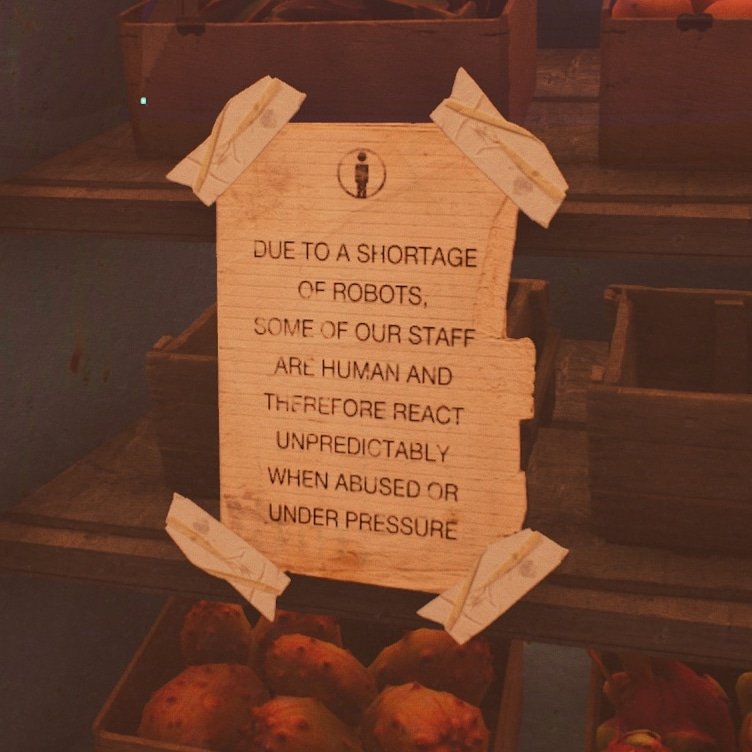 DUE TO A SHORTAGE
OF ROBOTS,
SOME OF OUR STAFF
ARE HUMAN AND
THEREFORE REACT
UNPREDICTABLY
WHEN ABUSED OR
UNDER PRESSURE